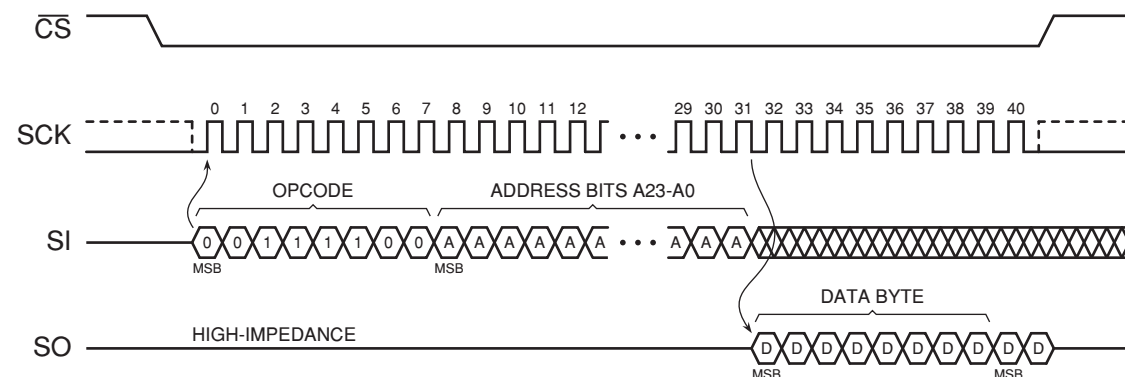 CS
0 1 2 3 4 5 6 7 8 9 10 11 12 29 30 31 32 33 34 35 36 37 38 39 40
SCK
OPCODE ADDRESS BITS A23-A0
SI 0 0 1 1 1 1 0 0 A A A A A A A A A
MSB MSB
DATA BYTE
HIGH-IMPEDANCE
SO D D D D D D D D D D
MSB MSB